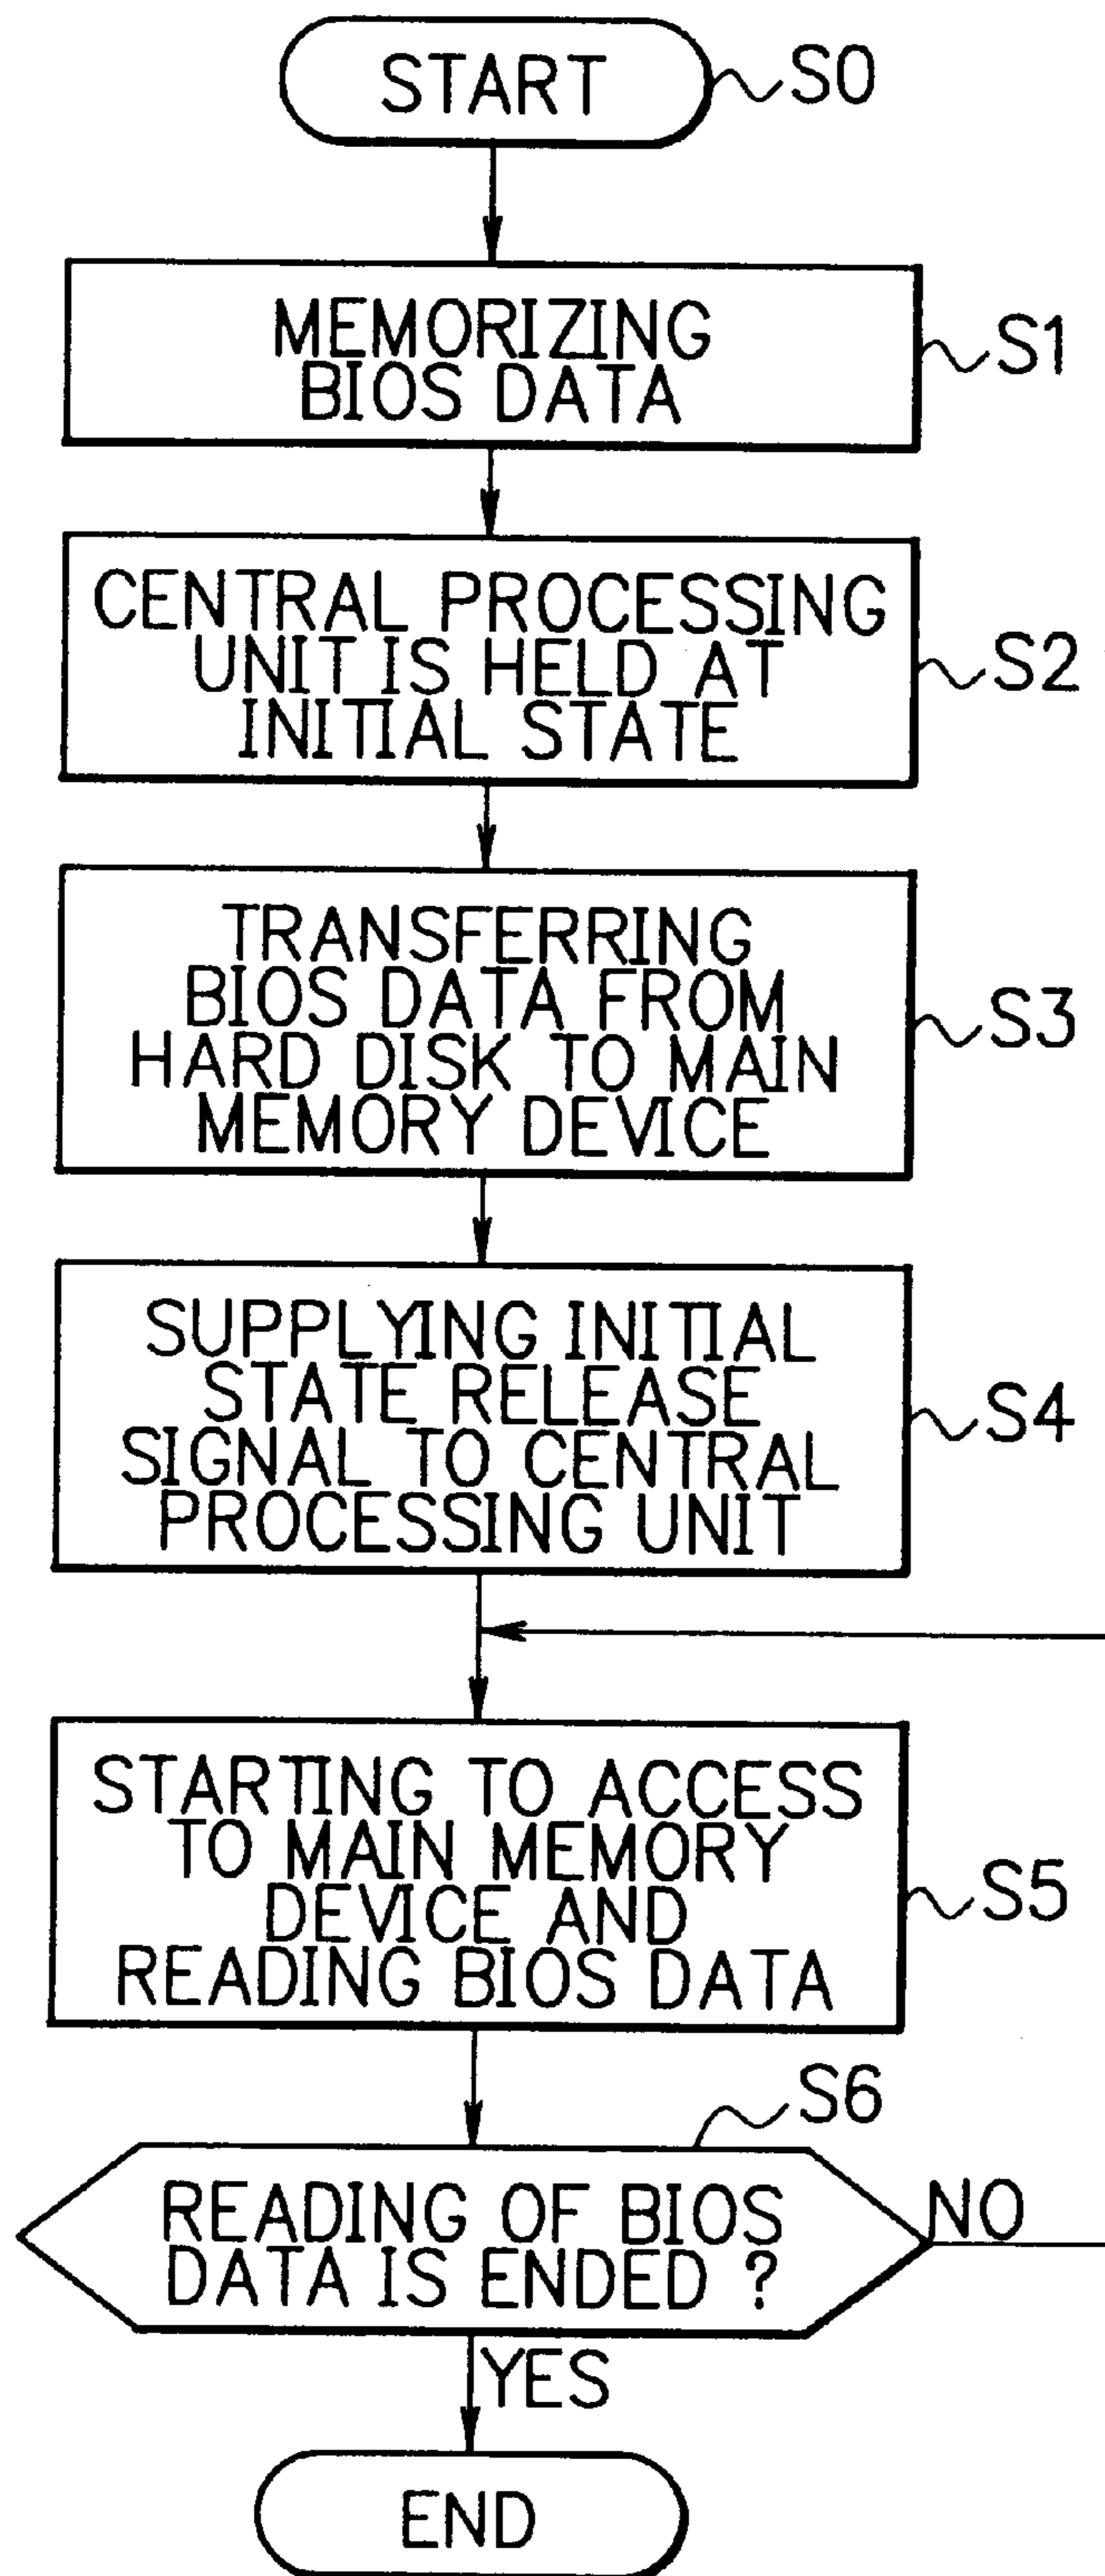 START
S0
MEMORIZING
BIOS DATA
S1
CENTRAL PROCESSING
UNIT IS HELD AT
INITIAL STATE
S2
TRANSFERRING
BIOS DATA FROM
HARD DISK TO MAIN
MEMORY DEVICE
S3
SUPPLYING INITIAL
STATE RELEASE
SIGNAL TO CENTRAL
PROCESSING UNIT
S4
STARTING TO ACCESS
TO MAIN MEMORY
DEVICE AND
READING BIOS DATA
S5
S6
READING OF BIOS
DATA IS ENDED ?
NO
YES
END